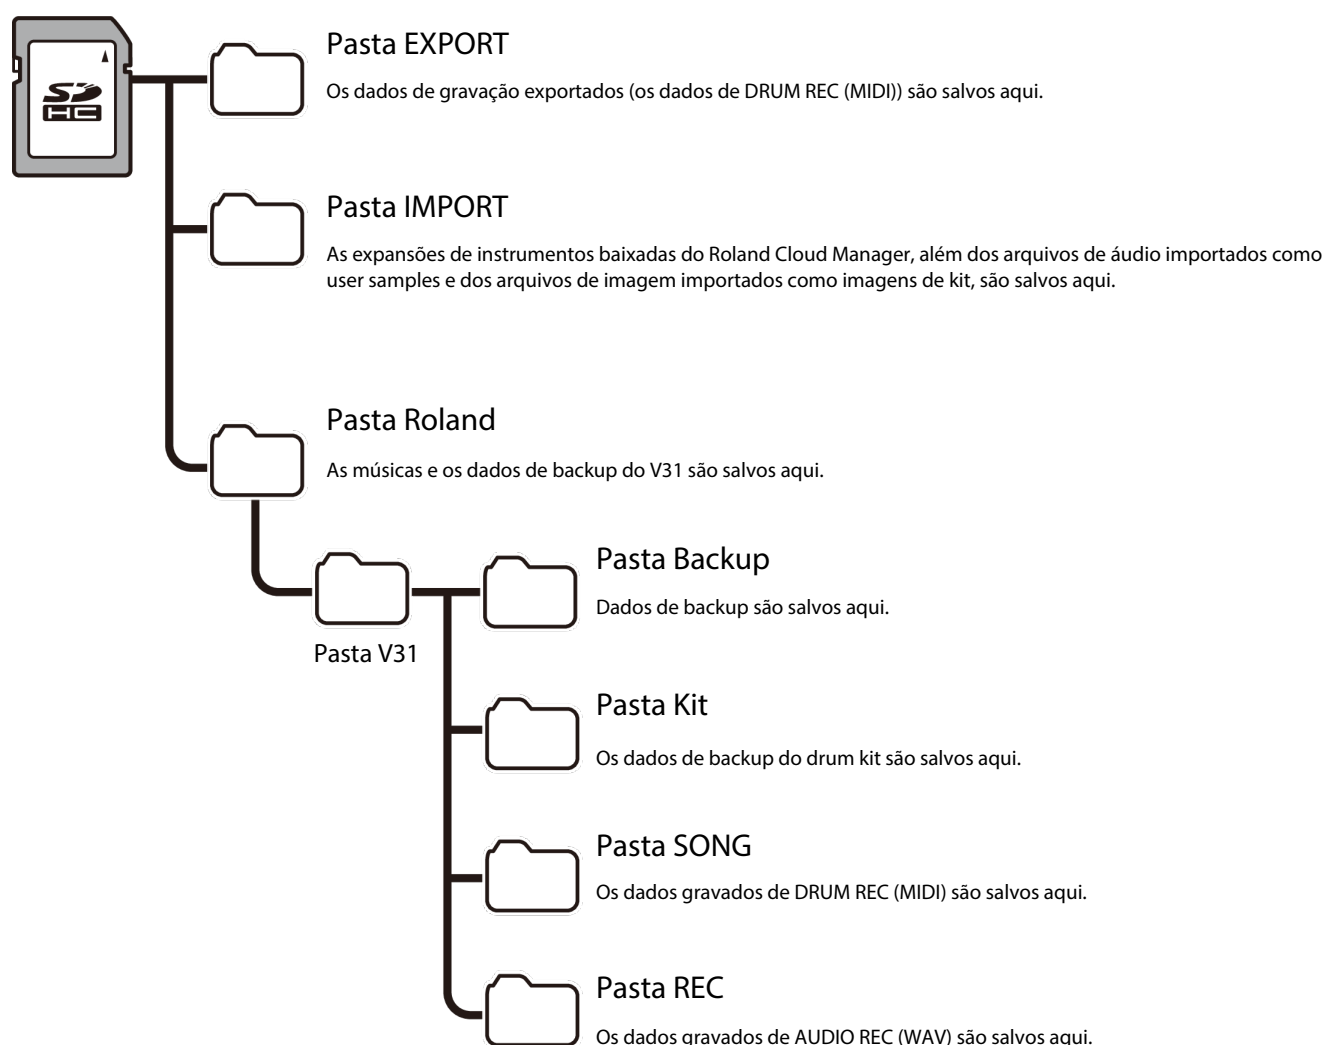 Pasta EXPORT
Os dados de gravação exportados (os dados de DRUM REC (MIDI)) são salvos aqui.
SD
HC
Pasta IMPORT
As expansões de instrumentos baixadas do Roland Cloud Manager, além dos arquivos de áudio importados como
user samples e dos arquivos de imagem importados como imagens de kit, são salvos aqui.
Pasta Roland
As músicas e os dados de backup do V31 são salvos aqui.
Pasta Backup
Dados de backup são salvos aqui.
Pasta V31
Pasta Kit
Os dados de backup do drum kit são salvos aqui.
Pasta SONG
Os dados gravados de DRUM REC (MIDI) são salvos aqui.
Pasta REC
Os dados gravados de AUDIO REC (WAV) são salvos aqui.